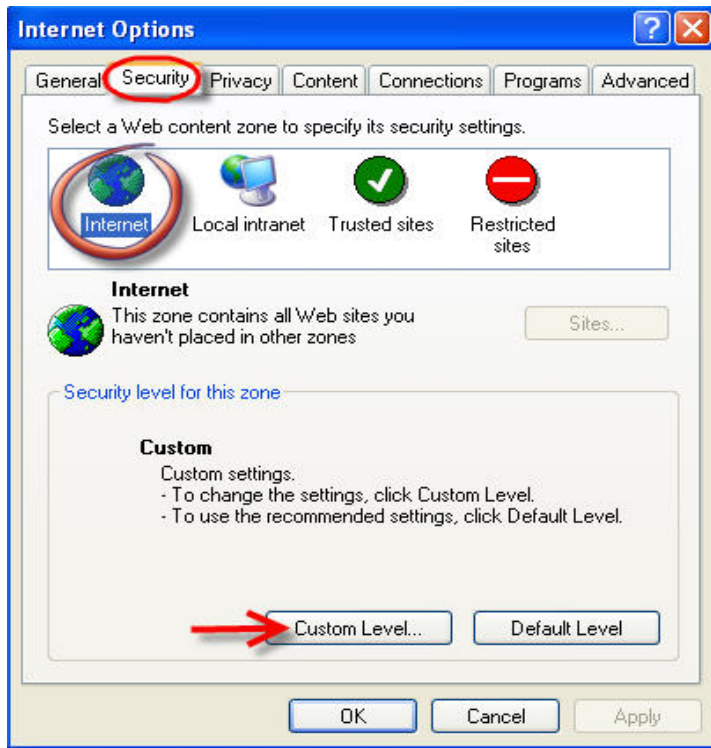 Internet Options
General Security Privacy Content Connections Programs Advanced
Select a Web content zone to specify its security settings.
Internet Local intranet Trusted sites Restricted
sites
Internet
This zone contains all Web sites you
haven't placed in other zones
Sites...
Security level for this zone
Custom
Custom settings.
- To change the settings, click Custom Level.
- To use the recommended settings, click Default Level.
Custom Level... Default Level
OK Cancel Apply